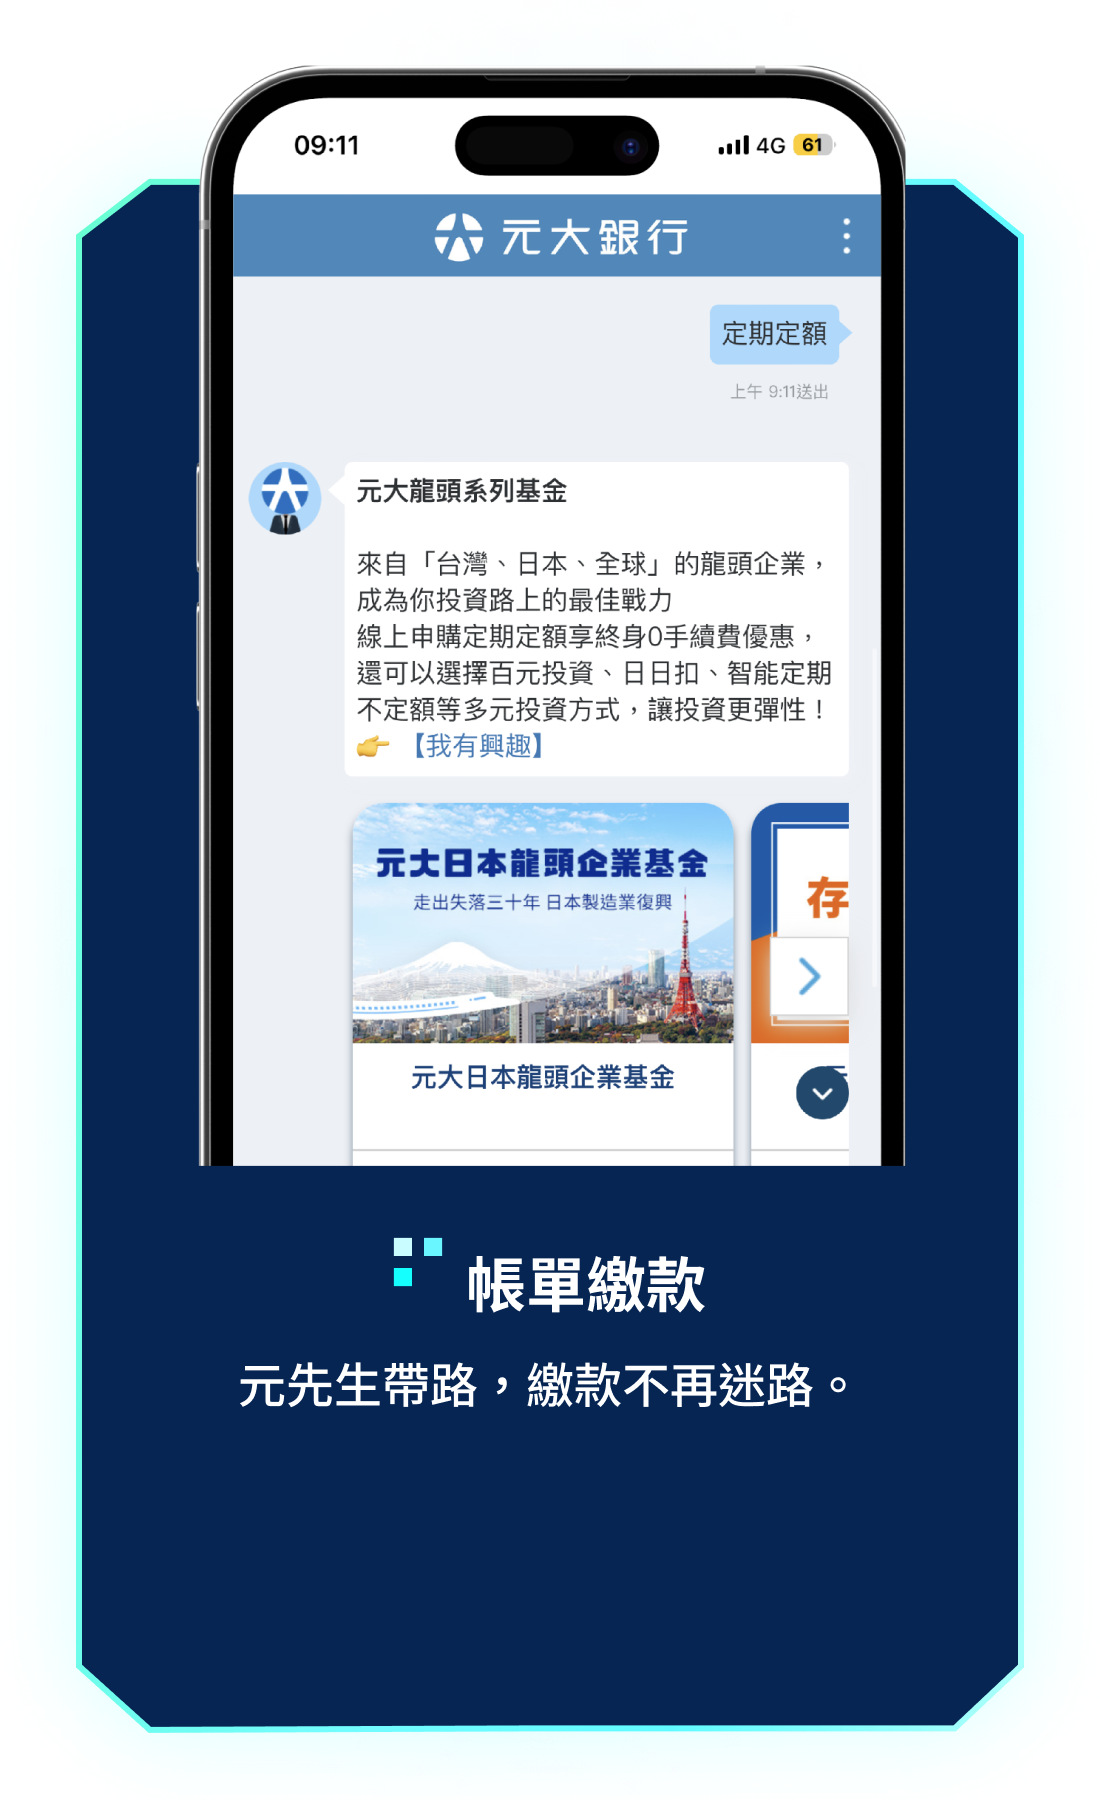 09:11
4G 61
元大銀行
定期定額
上午 9:11送出
元大龍頭系列基金
來自「台灣、日本、全球」的龍頭企業，
成為你投資路上的最佳戰力
線上申購定期定額享終身0手續費優惠，
還可以選擇百元投資、日日扣、智能定期
不定額等多元投資方式，讓投資更彈性！
👉 【我有興趣】
元大日本龍頭企業基金
走出失落三十年 日本製造業復興
存
元大日本龍頭企業基金
帳單繳款
元先生帶路，繳款不再迷路。